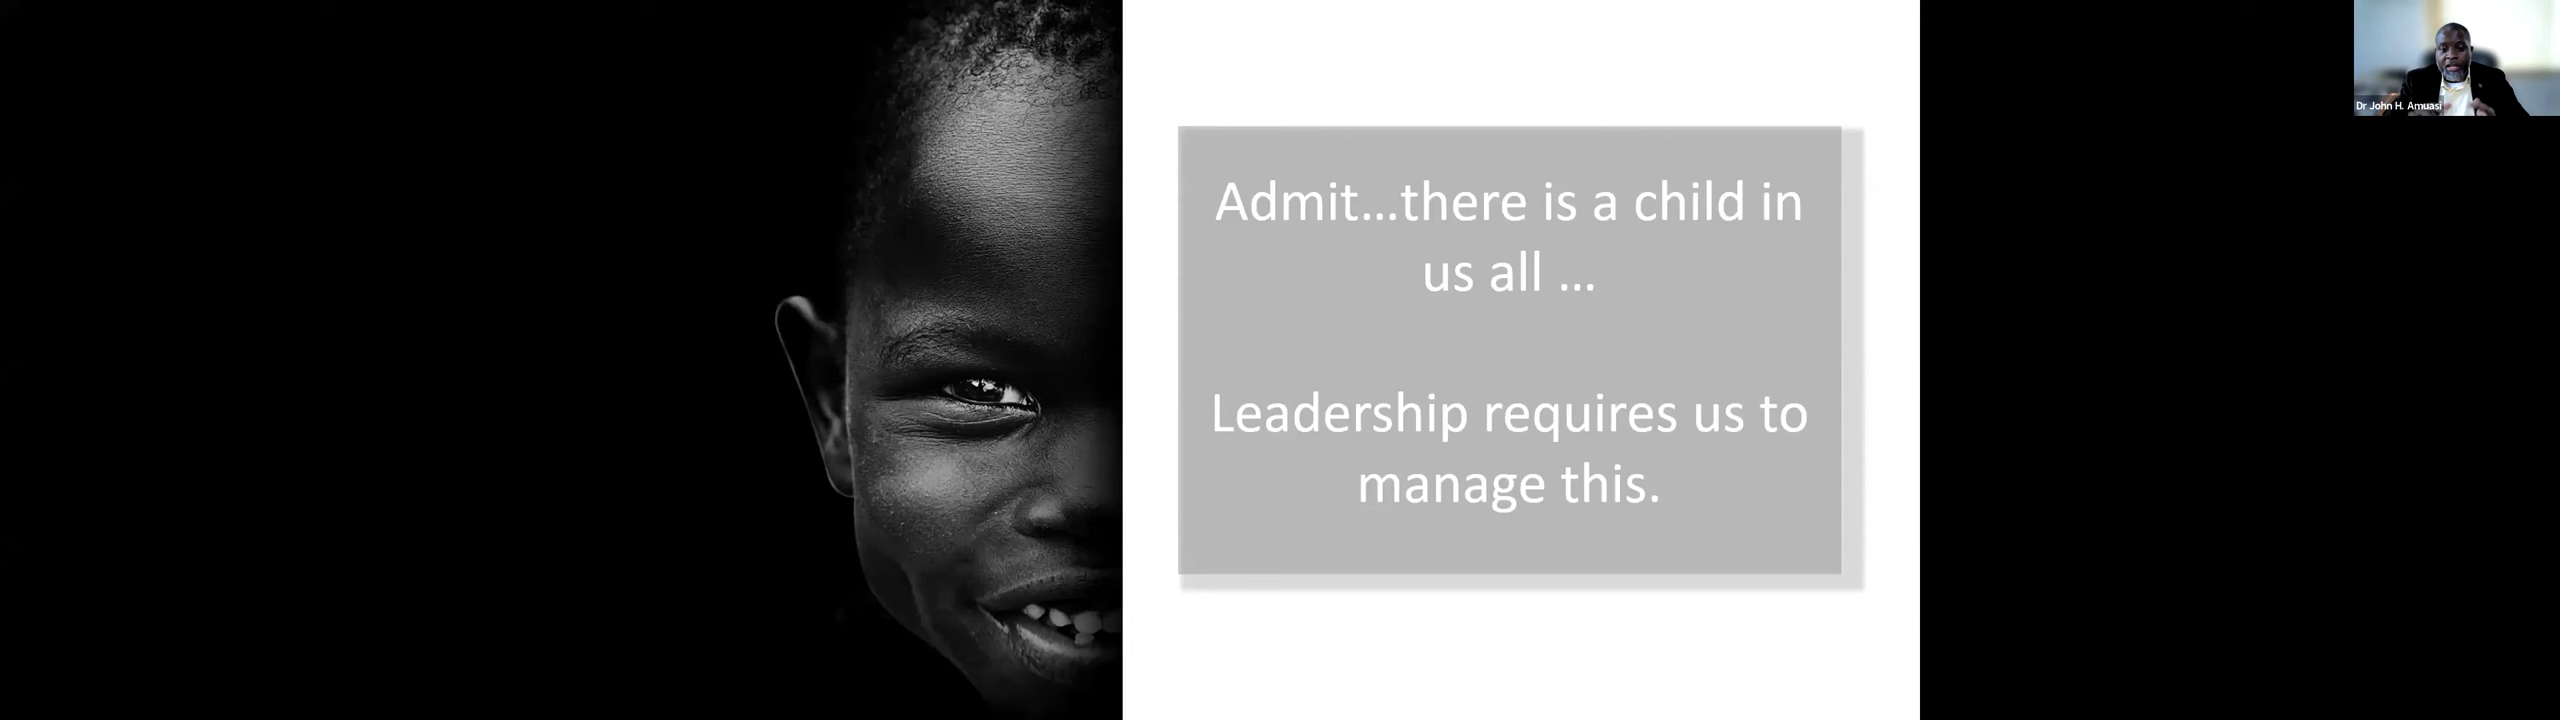 Admit...there is a child in
us all ...
Leadership requires us to
manage this.
Dr John H. Amuasi